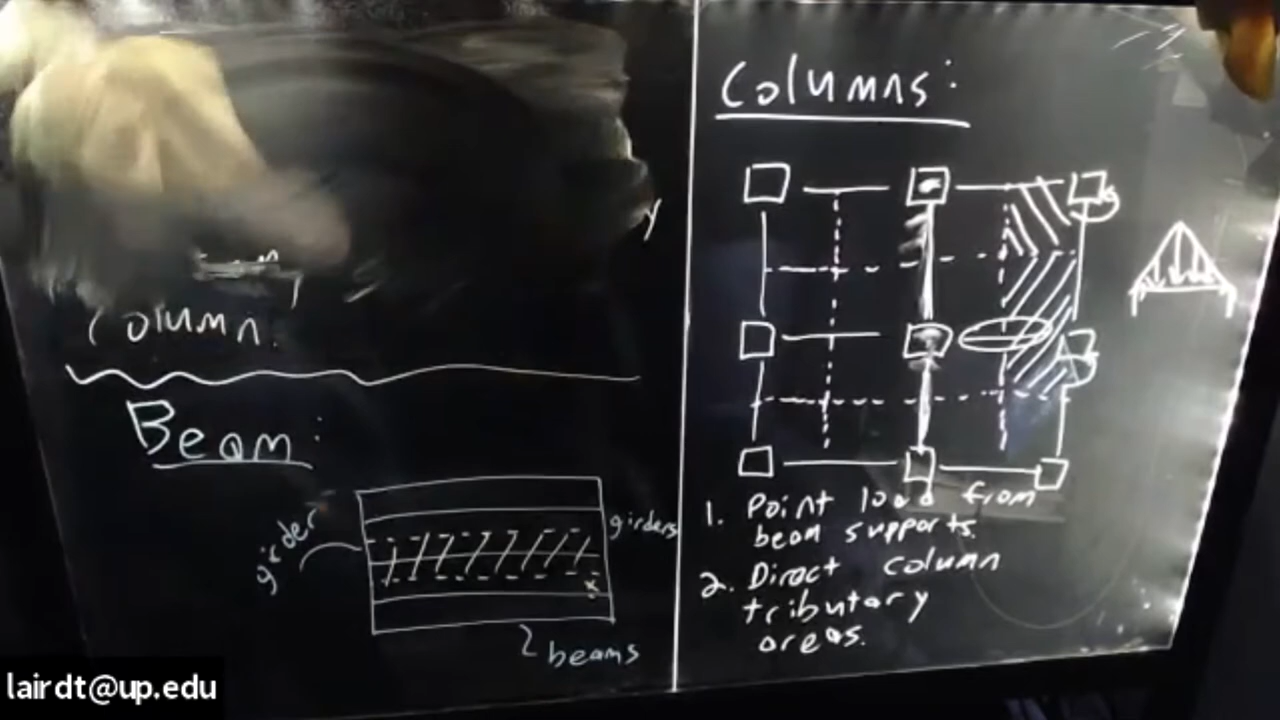 Column
Beam:
girder
girders
beams
Columns:
1. Point load from
beam supports.
2. Direct column
tributary
areas.
lairdt@up.edu